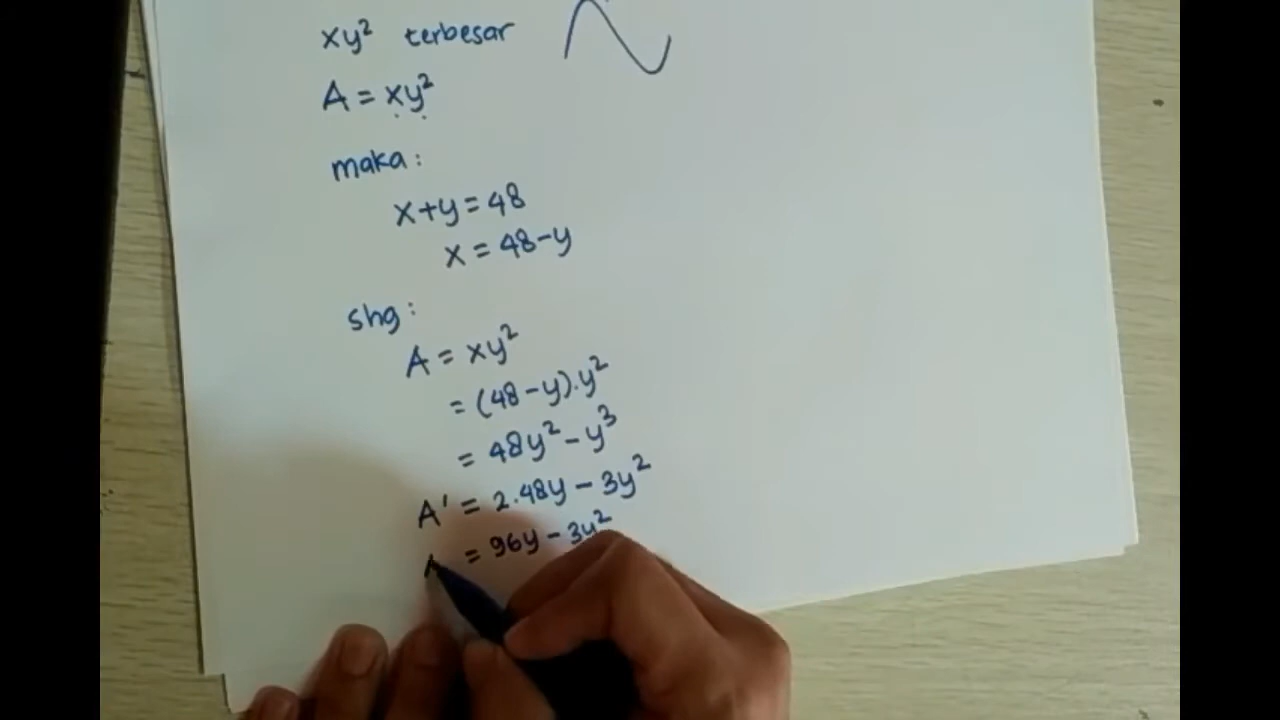 xy² terbesar
A = xy²
maka :
x+y = 48
x = 48-y
shg :
A = xy²
= (48-y).y²
= 48y² - y³
A' = 2.48y - 3y²
= 96y - 3y²